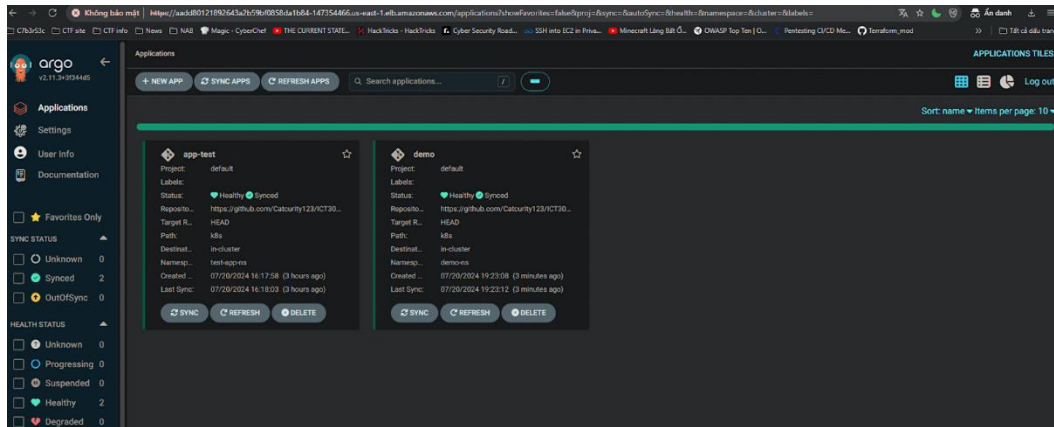 Không bảo mật https://aadd80121892643a2b59bf0858da1b84-147354466.us-east-1.elb.amazonaws.com/applications?showFavorites=false&proj=&sync=&autoSync=&health=&namespace=&cluster=&labels= Ẩn danh
C7b3rS3c CTF site CTF info News NAB Magic - CyberChef THE CURRENT STATE... HackTricks - HackTricks Cyber Security Road... SSH into EC2 in Priva... Minecraft Làng Bất Ổ... OWASP Top Ten | O... Pentesting CI/CD Me... Terraform_mod » Tất cả dấu tran
argo
v2.11.3+3f344d5
Applications
Settings
User Info
Documentation
Favorites Only
SYNC STATUS
Unknown 0
Synced 2
OutOfSync 0
HEALTH STATUS
Unknown 0
Progressing 0
Suspended 0
Healthy 2
Degraded 0
Applications APPLICATIONS TILES
+ NEW APP SYNC APPS REFRESH APPS Search applications... / Log out
Sort: name Items per page: 10
app-test
Project: default
Labels:
Status: Healthy Synced
Reposito... https://github.com/Catcurity123/ICT30...
Target R... HEAD
Path: k8s
Destinat... in-cluster
Namesp... test-app-ns
Created ... 07/20/2024 16:17:58 (3 hours ago)
Last Sync: 07/20/2024 16:18:03 (3 hours ago)
SYNC REFRESH DELETE
demo
Project: default
Labels:
Status: Healthy Synced
Reposito... https://github.com/Catcurity123/ICT30...
Target R... HEAD
Path: k8s
Destinat... in-cluster
Namesp... demo-ns
Created ... 07/20/2024 19:23:08 (3 minutes ago)
Last Sync: 07/20/2024 19:23:12 (3 minutes ago)
SYNC REFRESH DELETE